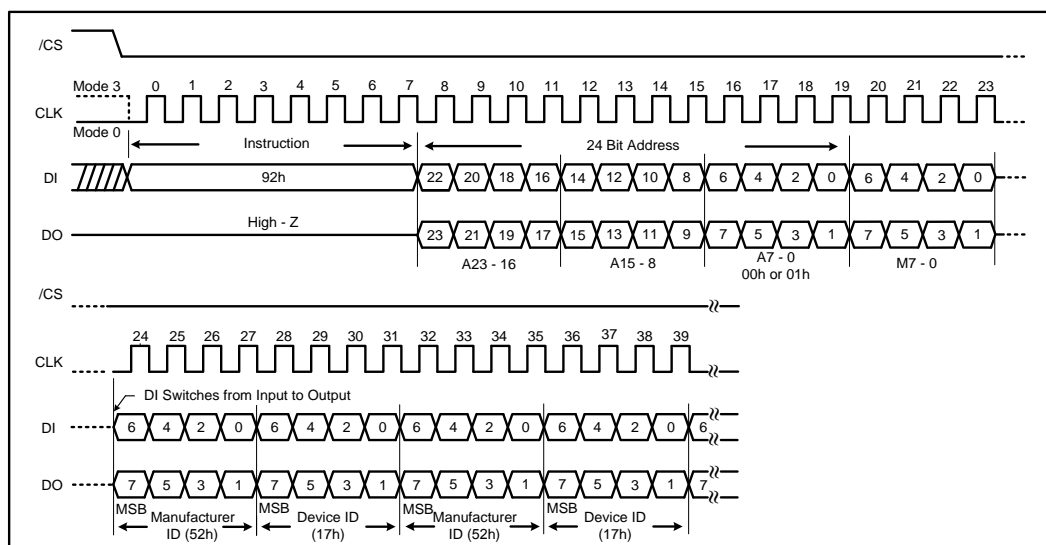 /CS
Mode 3 0 1 2 3 4 5 6 7 8 9 10 11 12 13 14 15 16 17 18 19 20 21 22 23
CLK
Mode 0
Instruction 24 Bit Address
DI 92h 22 20 18 16 14 12 10 8 6 4 2 0 6 4 2 0
High - Z
DO 23 21 19 17 15 13 11 9 7 5 3 1 7 5 3 1
A23 - 16 A15 - 8 A7 - 0 M7 - 0
00h or 01h
/CS
24 25 26 27 28 29 30 31 32 33 34 35 36 37 38 39
CLK
DI Switches from Input to Output
DI 6 4 2 0 6 4 2 0 6 4 2 0 6 4 2 0 6
DO 7 5 3 1 7 5 3 1 7 5 3 1 7 5 3 1 7
MSB MSB MSB MSB
Manufacturer Device ID Manufacturer Device ID
ID (52h) (17h) ID (52h) (17h)